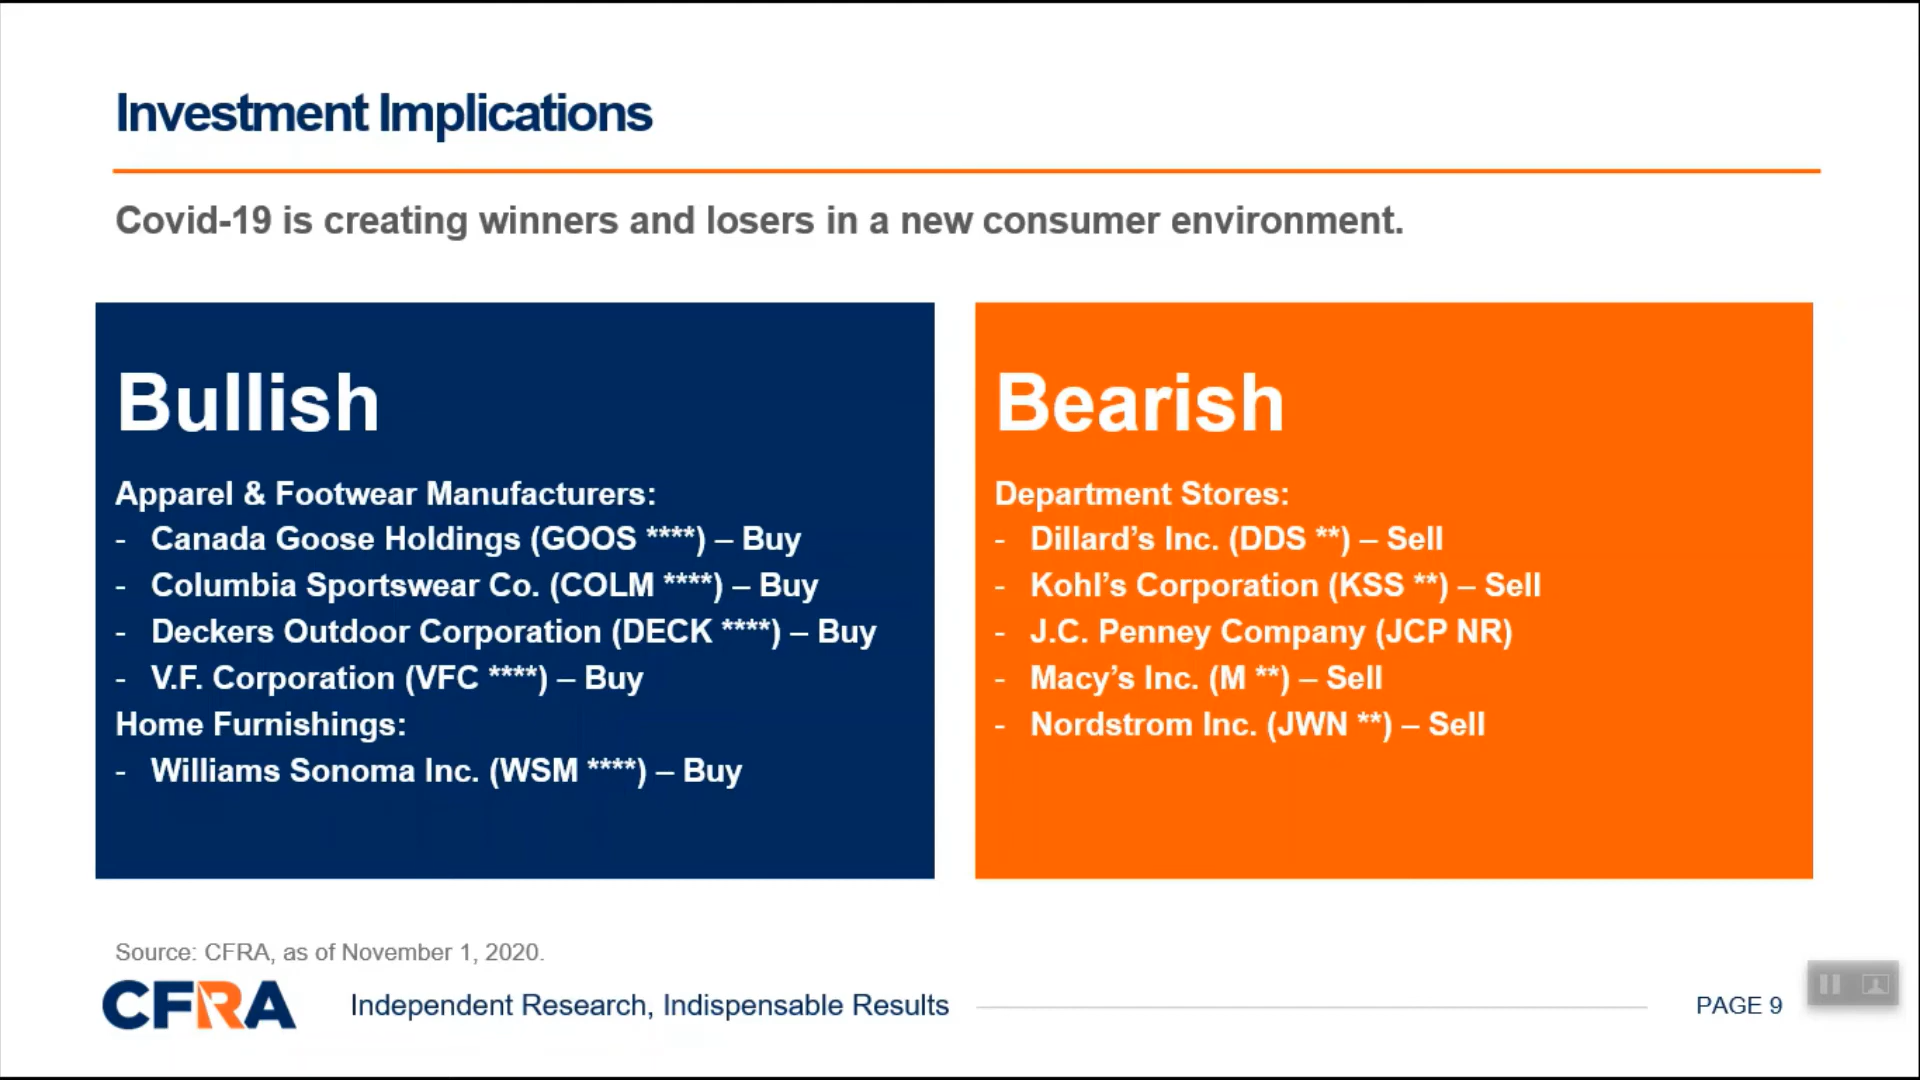 Investment Implications
Covid-19 is creating winners and losers in a new consumer environment.
Bullish
Apparel & Footwear Manufacturers:
- Canada Goose Holdings (GOOS ****) – Buy
- Columbia Sportswear Co. (COLM ****) – Buy
- Deckers Outdoor Corporation (DECK ****) – Buy
- V.F. Corporation (VFC ****) – Buy
Home Furnishings:
- Williams Sonoma Inc. (WSM ****) – Buy
Bearish
Department Stores:
- Dillard’s Inc. (DDS **) – Sell
- Kohl’s Corporation (KSS **) – Sell
- J.C. Penney Company (JCP NR)
- Macy’s Inc. (M **) – Sell
- Nordstrom Inc. (JWN **) – Sell
Source: CFRA, as of November 1, 2020.
CFRA
Independent Research, Indispensable Results
PAGE 9